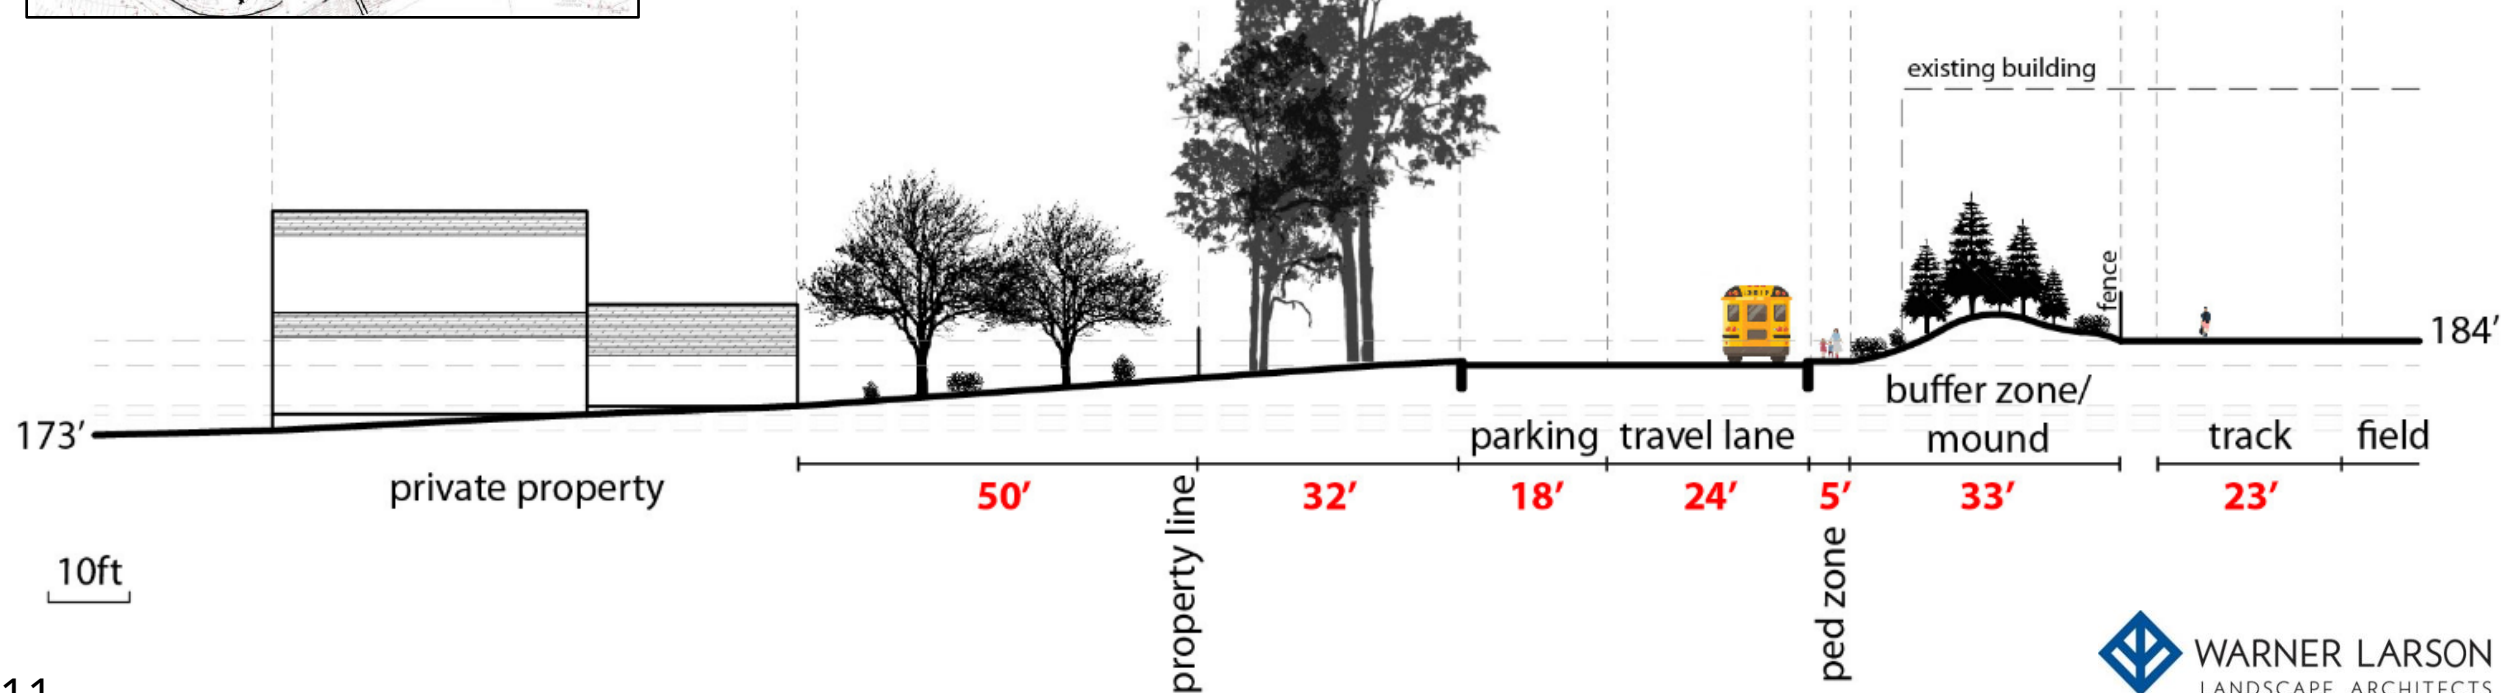 existing building
fence
184'
173'
buffer zone/
mound
parking
travel lane
track
field
private property
50'
32'
18'
24'
5'
33'
23'
property line
ped zone
10ft
WARNER LARSON
LANDSCAPE ARCHITECTS
11